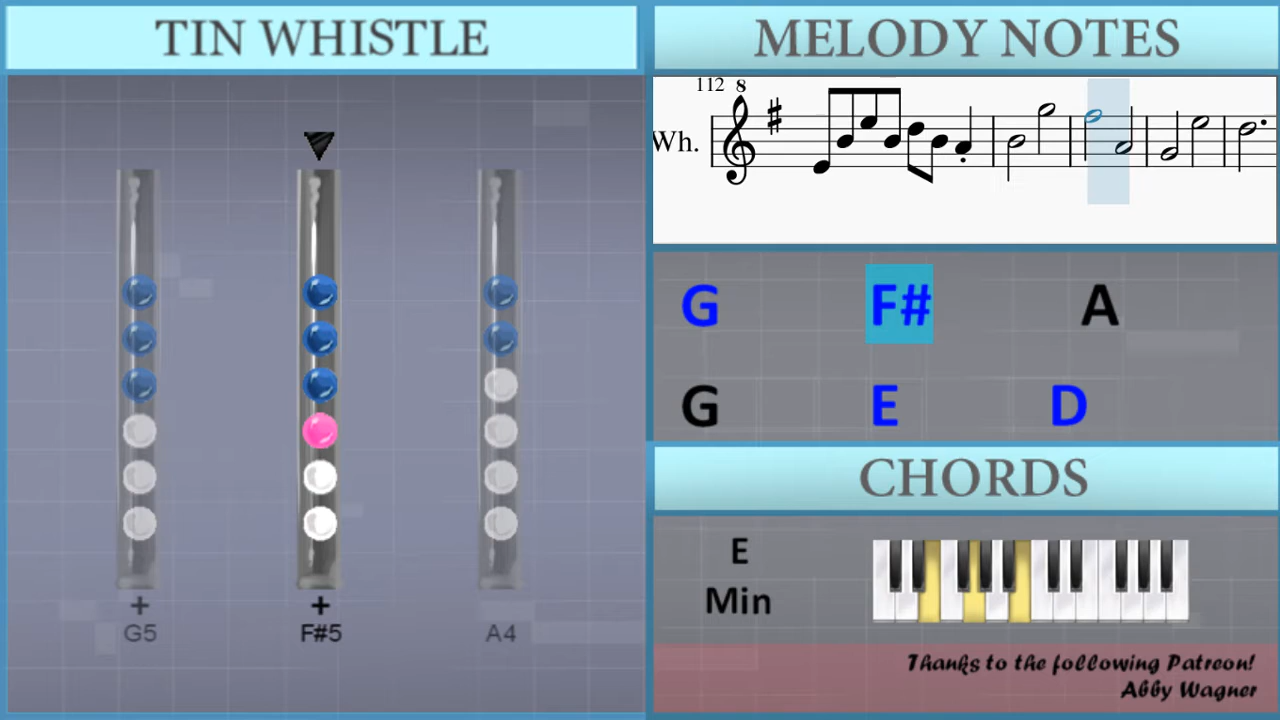 TIN WHISTLE
+
G5
+
F#5
A4
MELODY NOTES
112 8
Wh.
G F# A
G E D
CHORDS
E
Min
Thanks to the following Patreon!
Abby Wagner